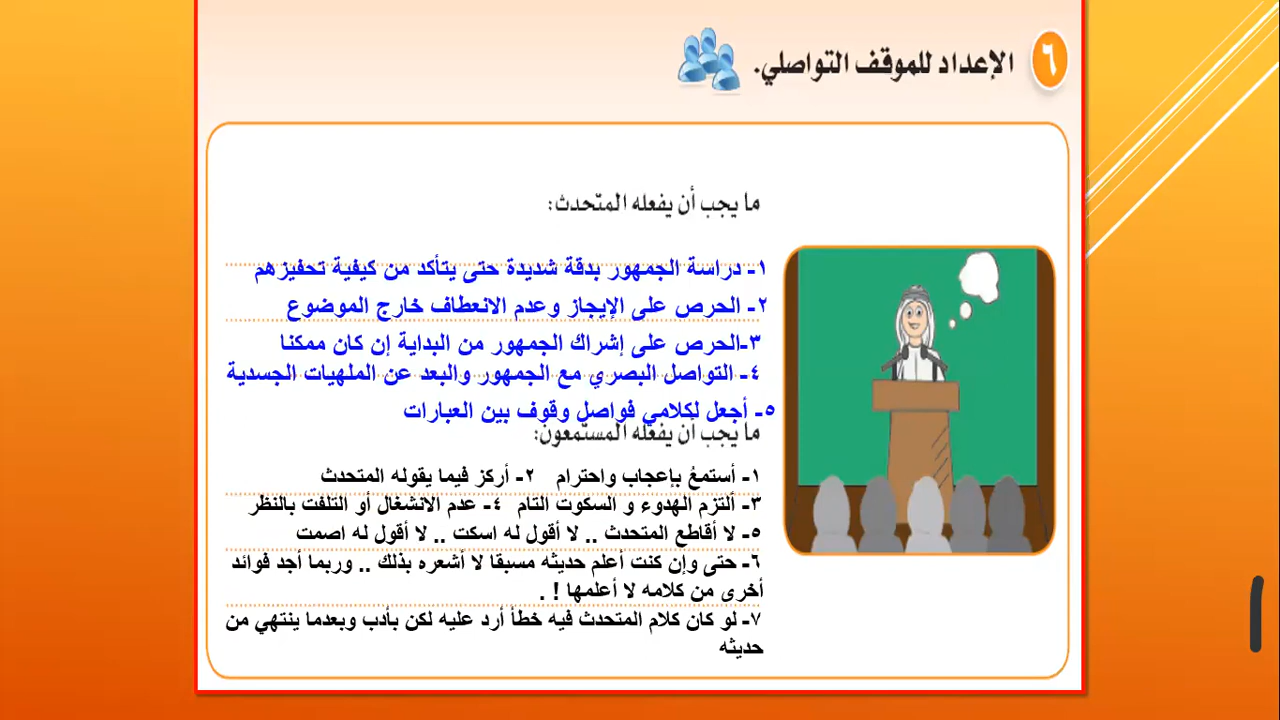 ٦ الإعداد للموقف التواصلي.
ما يجب أن يفعله المتحدث:
١- دراسة الجمهور بدقة شديدة حتى يتأكد من كيفية تحفيزهم
٢- الحرص على الإيجاز وعدم الانعطاف خارج الموضوع
٣-الحرص على إشراك الجمهور من البداية إن كان ممكنا
٤- التواصل البصري مع الجمهور والبعد عن الملهيات الجسدية
٥- أجعل لكلامي فواصل وقوف بين العبارات
ما يجب أن يفعله المستمعون:
١- أستمعُ بإعجاب واحترام ٢- أركز فيما يقوله المتحدث
٣- ألتزم الهدوء و السكوت التام ٤- عدم الانشغال أو التلفت بالنظر
٥- لا أقاطع المتحدث .. لا أقول له اسكت .. لا أقول له اصمت
٦- حتى وإن كنت أعلم حديثه مسبقا لا أشعره بذلك .. وربما أجد فوائد
أخرى من كلامه لا أعلمها ! .
٧- لو كان كلام المتحدث فيه خطأ أرد عليه لكن بأدب وبعدما ينتهي من
حديثه